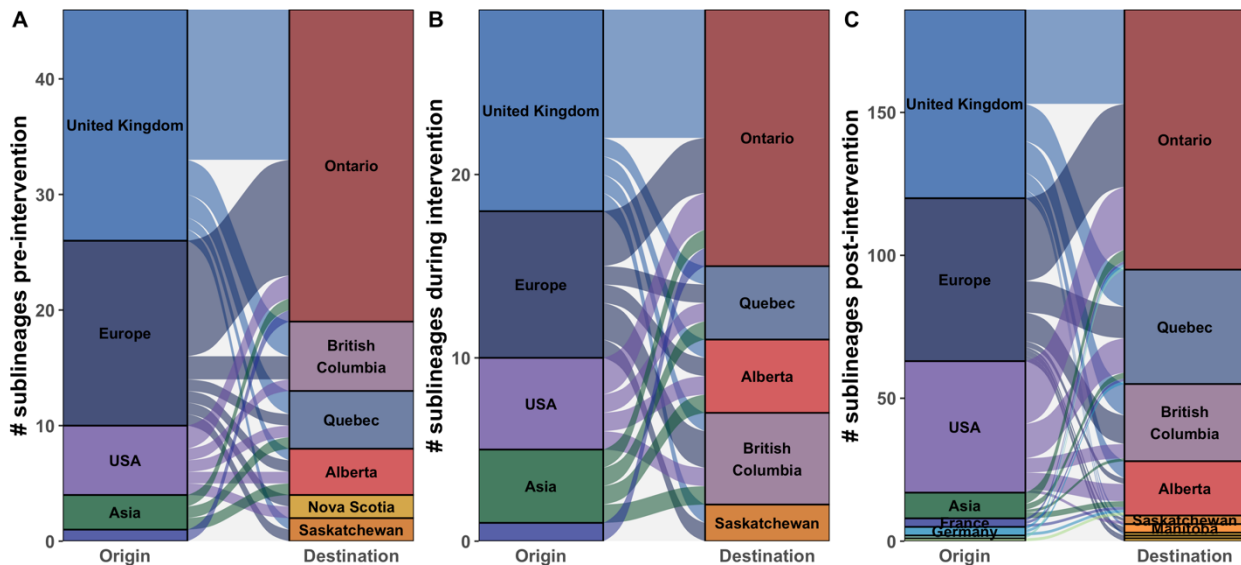 A
# sublineages pre-intervention
40
30
20
10
0
United Kingdom
Europe
USA
Asia
Ontario
British
Columbia
Quebec
Alberta
Nova Scotia
Saskatchewan
Origin
Destination
B
# sublineages during intervention
20
10
0
United Kingdom
Europe
USA
Asia
Ontario
Quebec
Alberta
British
Columbia
Saskatchewan
Origin
Destination
C
# sublineages post-intervention
150
100
50
0
United Kingdom
Europe
USA
Asia
France
Germany
Ontario
Quebec
British
Columbia
Alberta
Saskatchewan
Manitoba
Origin
Destination